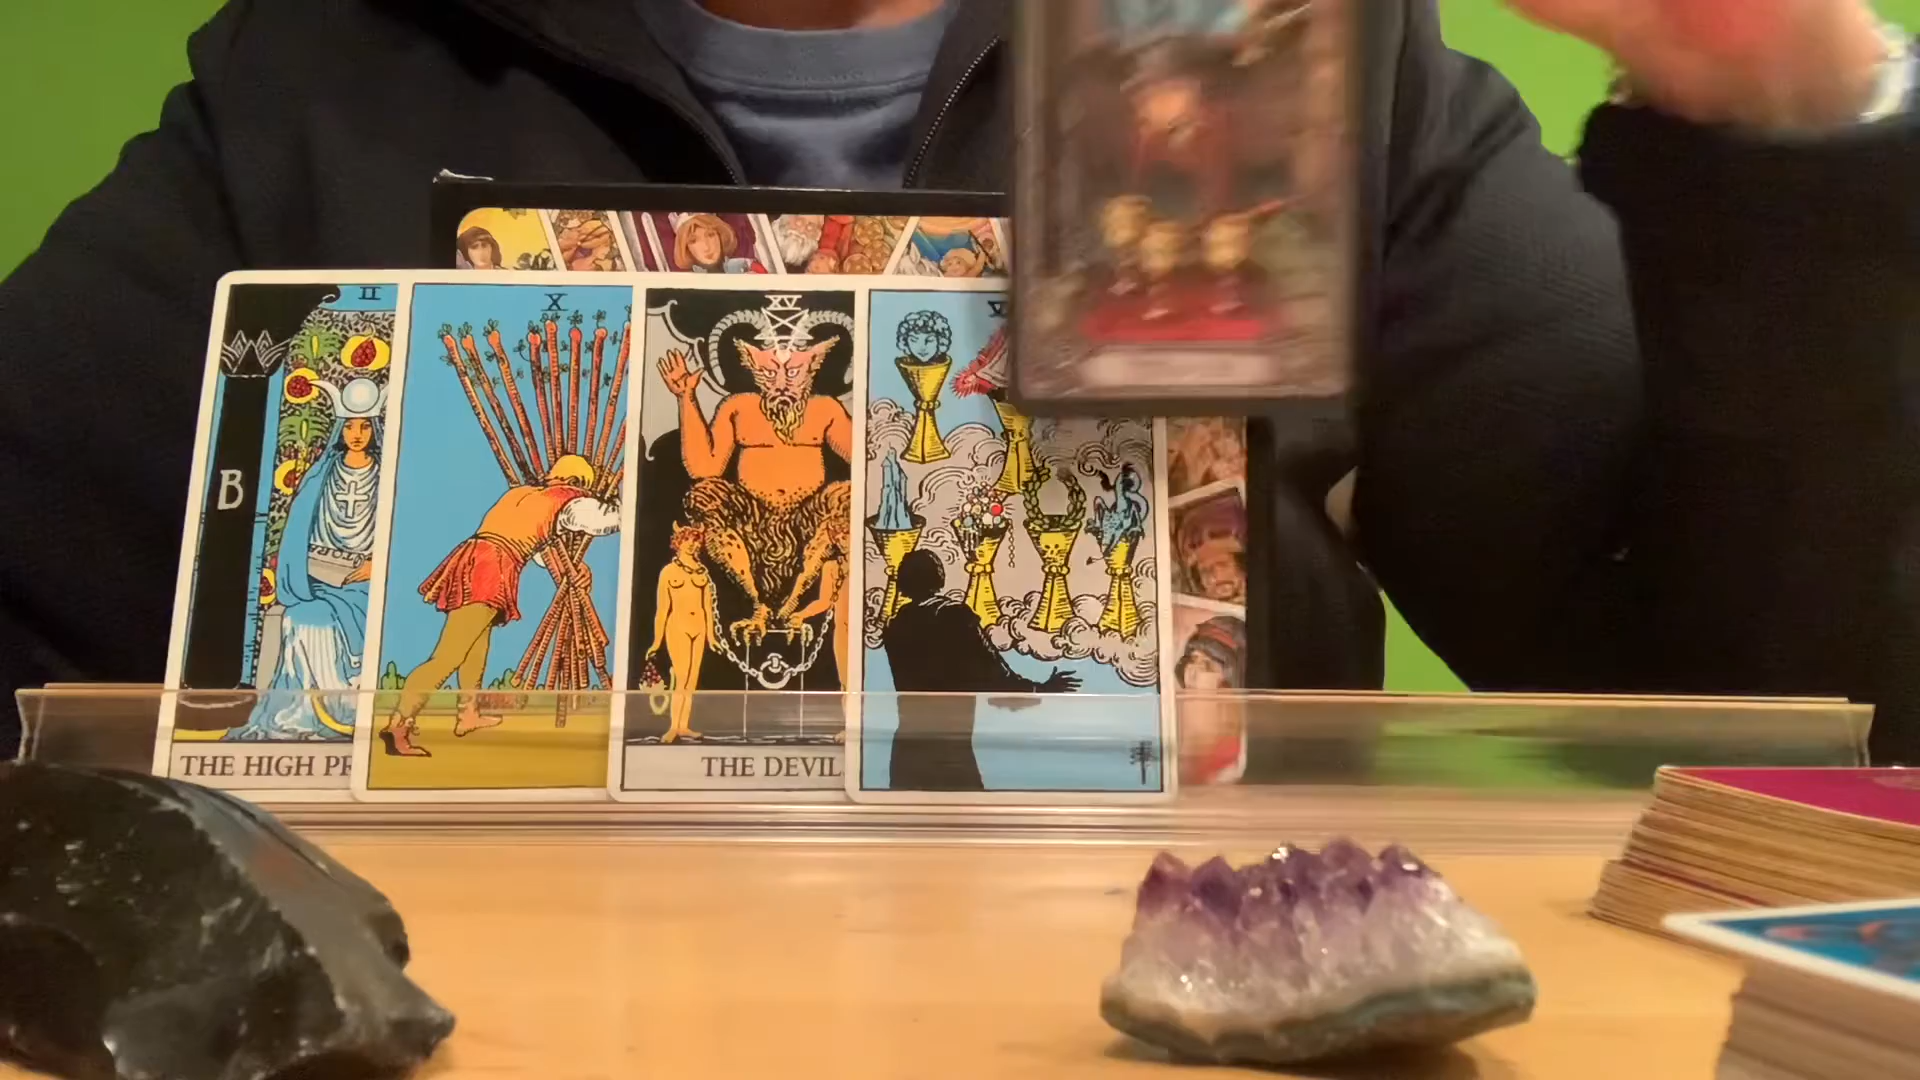 II
X
XV
V
B
THE HIGH PR
THE DEVIL